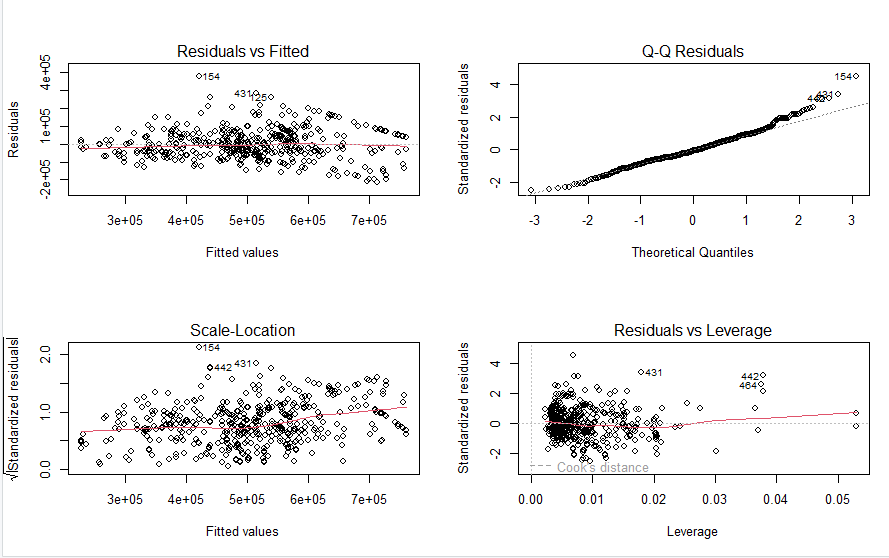 Residuals vs Fitted
Residuals
-2e+05 1e+05 4e+05
154
431
125
3e+05 4e+05 5e+05 6e+05 7e+05
Fitted values
Q-Q Residuals
Standardized residuals
-2 0 2 4
154
431
442
-3 -2 -1 0 1 2 3
Theoretical Quantiles
Scale-Location
√|Standardized residuals|
0.0 1.0 2.0
154
442
431
3e+05 4e+05 5e+05 6e+05 7e+05
Fitted values
Residuals vs Leverage
Standardized residuals
-2 0 2 4
431
442
464
Cook's distance
0.00 0.01 0.02 0.03 0.04 0.05
Leverage